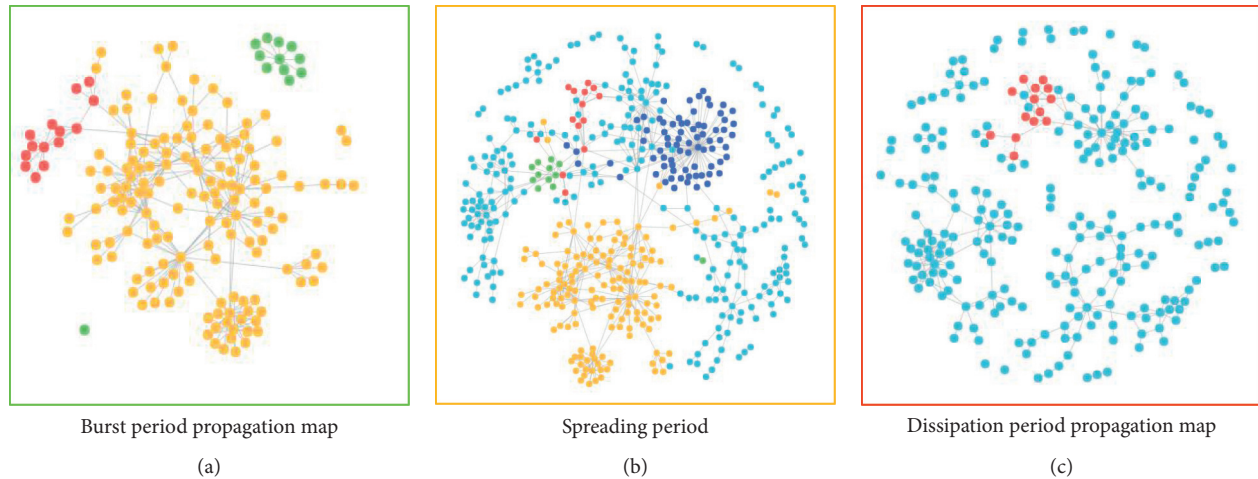 Burst period propagation map
Spreading period
Dissipation period propagation map
(a)
(b)
(c)